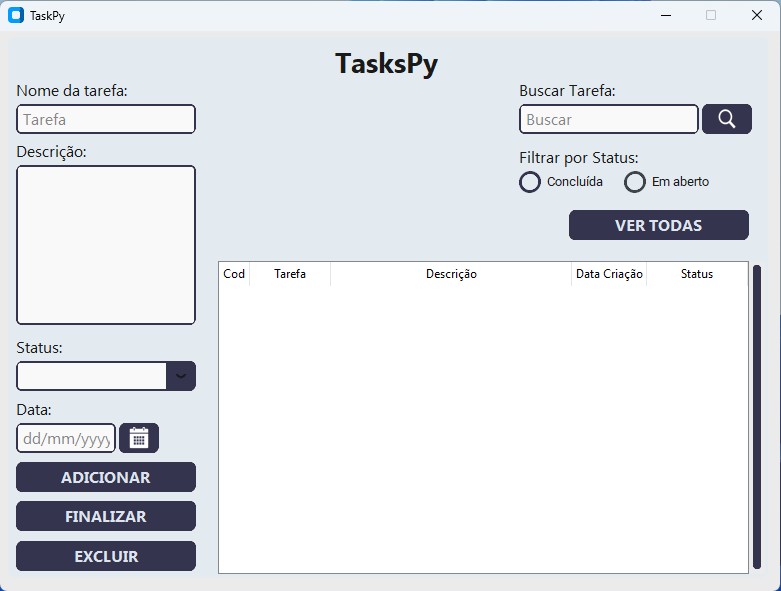 TaskPy
TasksPy
Nome da tarefa:
Tarefa
Descrição:
Status:
Data:
dd/mm/yyyy
ADICIONAR
FINALIZAR
EXCLUIR
Buscar Tarefa:
Buscar
Filtrar por Status:
Concluída Em aberto
VER TODAS
Cod Tarefa Descrição Data Criação Status